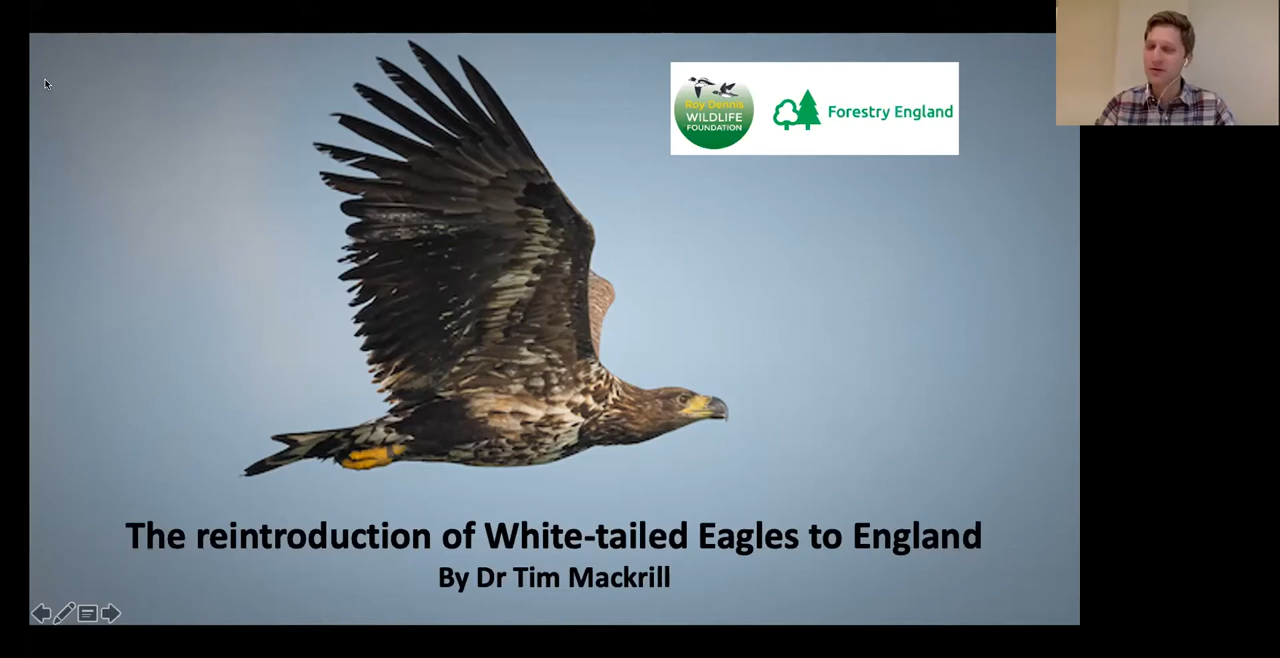 Roy Dennis
WILDLIFE
FOUNDATION
Forestry England
The reintroduction of White-tailed Eagles to England
By Dr Tim Mackrill